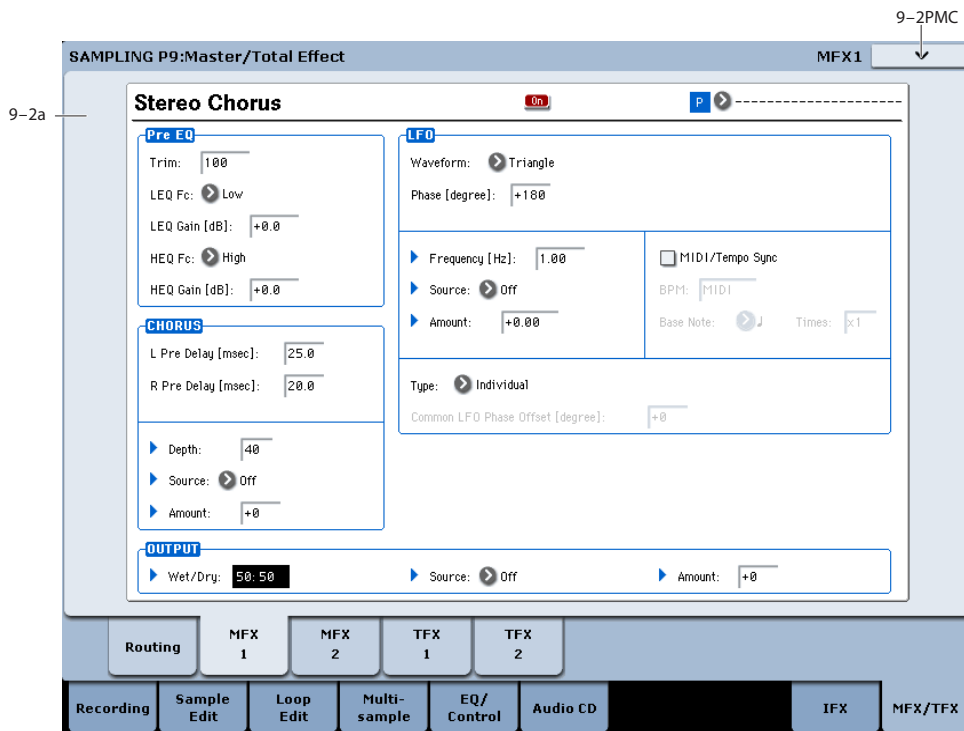 9–2PMC
SAMPLING P9:Master/Total Effect
MFX1
9–2a
Stereo Chorus
On
P
----------------------
Pre EQ
Trim: 100
LEQ Fc: Low
LEQ Gain [dB]: +0.0
HEQ Fc: High
HEQ Gain [dB]: +0.0
CHORUS
L Pre Delay [msec]: 25.0
R Pre Delay [msec]: 20.0
Depth: 40
Source: Off
Amount: +0
LFO
Waveform: Triangle
Phase [degree]: +180
Frequency [Hz]: 1.00
Source: Off
Amount: +0.00
MIDI/Tempo Sync
BPM: MIDI
Base Note: ♩ Times: x1
Type: Individual
Common LFO Phase Offset [degree]: +0
OUTPUT
Wet/Dry: 50:50
Source: Off
Amount: +0
Routing
MFX
1
MFX
2
TFX
1
TFX
2
Recording
Sample
Edit
Loop
Edit
Multi-
sample
EQ/
Control
Audio CD
IFX
MFX/TFX